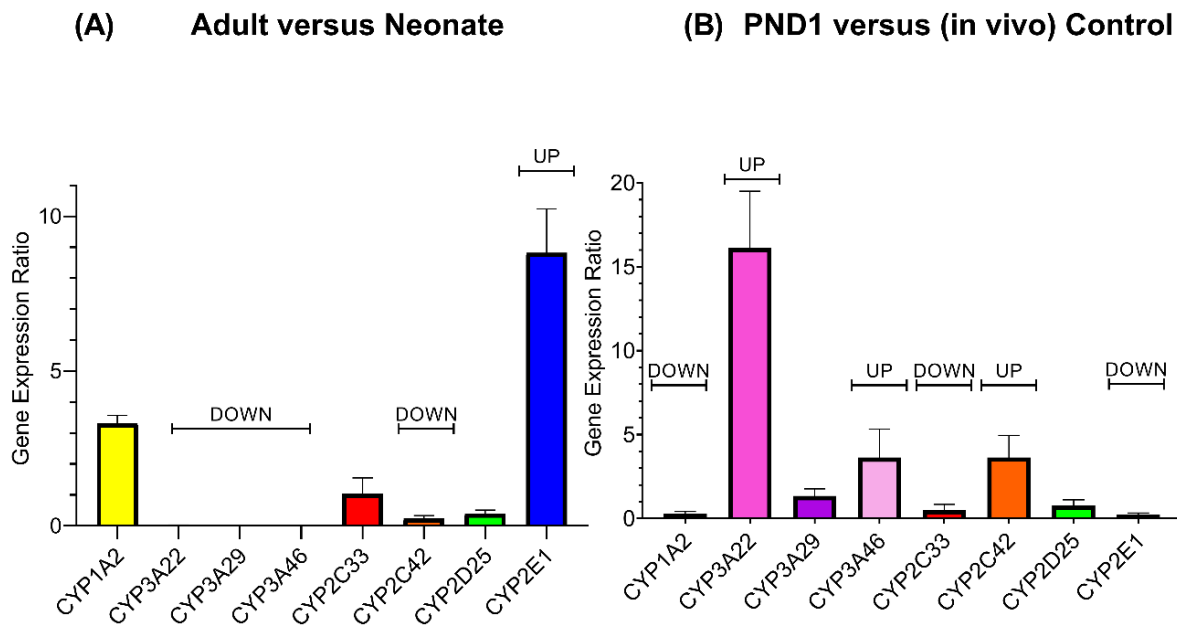 (A) Adult versus Neonate
UP
10
5
0
Gene Expression Ratio
DOWN
DOWN
CYP1A2
CYP3A22
CYP3A29
CYP3A46
CYP2C33
CYP2C42
CYP2D25
CYP2E1
(B) PND1 versus (in vivo) Control
UP
20
15
10
5
0
Gene Expression Ratio
DOWN
UP
DOWN
UP
DOWN
CYP1A2
CYP3A22
CYP3A29
CYP3A46
CYP2C33
CYP2C42
CYP2D25
CYP2E1